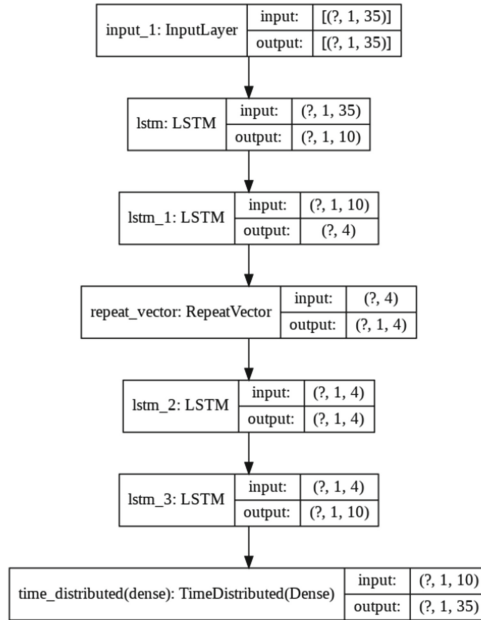 input_1: InputLayer
input: [(?, 1, 35)]
output: [(?, 1, 35)]
lstm: LSTM
input: (?, 1, 35)
output: (?, 1, 10)
lstm_1: LSTM
input: (?, 1, 10)
output: (?, 4)
repeat_vector: RepeatVector
input: (?, 4)
output: (?, 1, 4)
lstm_2: LSTM
input: (?, 1, 4)
output: (?, 1, 4)
lstm_3: LSTM
input: (?, 1, 4)
output: (?, 1, 10)
time_distributed(dense): TimeDistributed(Dense)
input: (?, 1, 10)
output: (?, 1, 35)